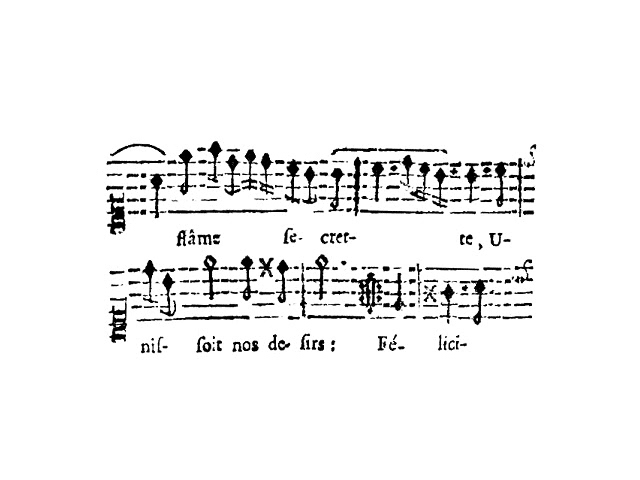 flâme se- cret- te, U-
nis- soit nos de- sirs : Fé- lici-